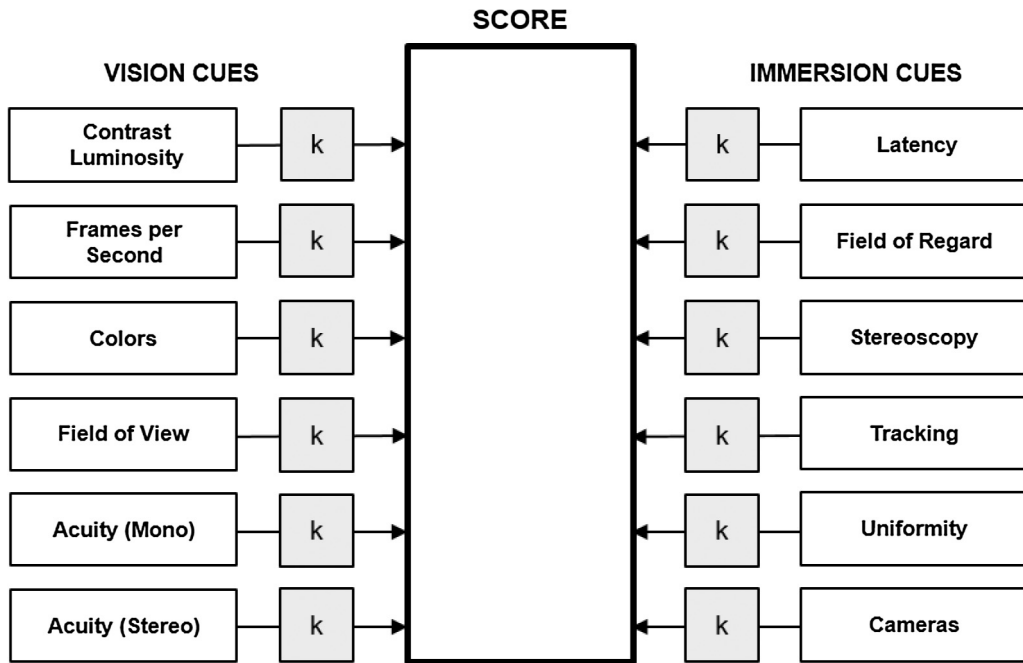 SCORE
VISION CUES
IMMERSION CUES
Contrast
Luminosity
k
k
Latency
Frames per
Second
k
k
Field of Regard
Colors
k
k
Stereoscopy
Field of View
k
k
Tracking
Acuity (Mono)
k
k
Uniformity
Acuity (Stereo)
k
k
Cameras